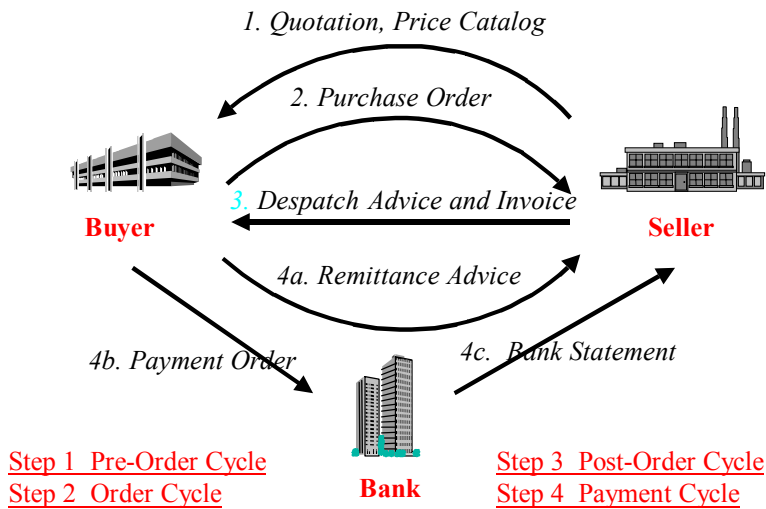 1. Quotation, Price Catalog
2. Purchase Order
3. Despatch Advice and Invoice
Buyer
Seller
4a. Remittance Advice
4b. Payment Order
4c. Bank Statement
Step 1 Pre-Order Cycle
Step 2 Order Cycle
Bank
Step 3 Post-Order Cycle
Step 4 Payment Cycle